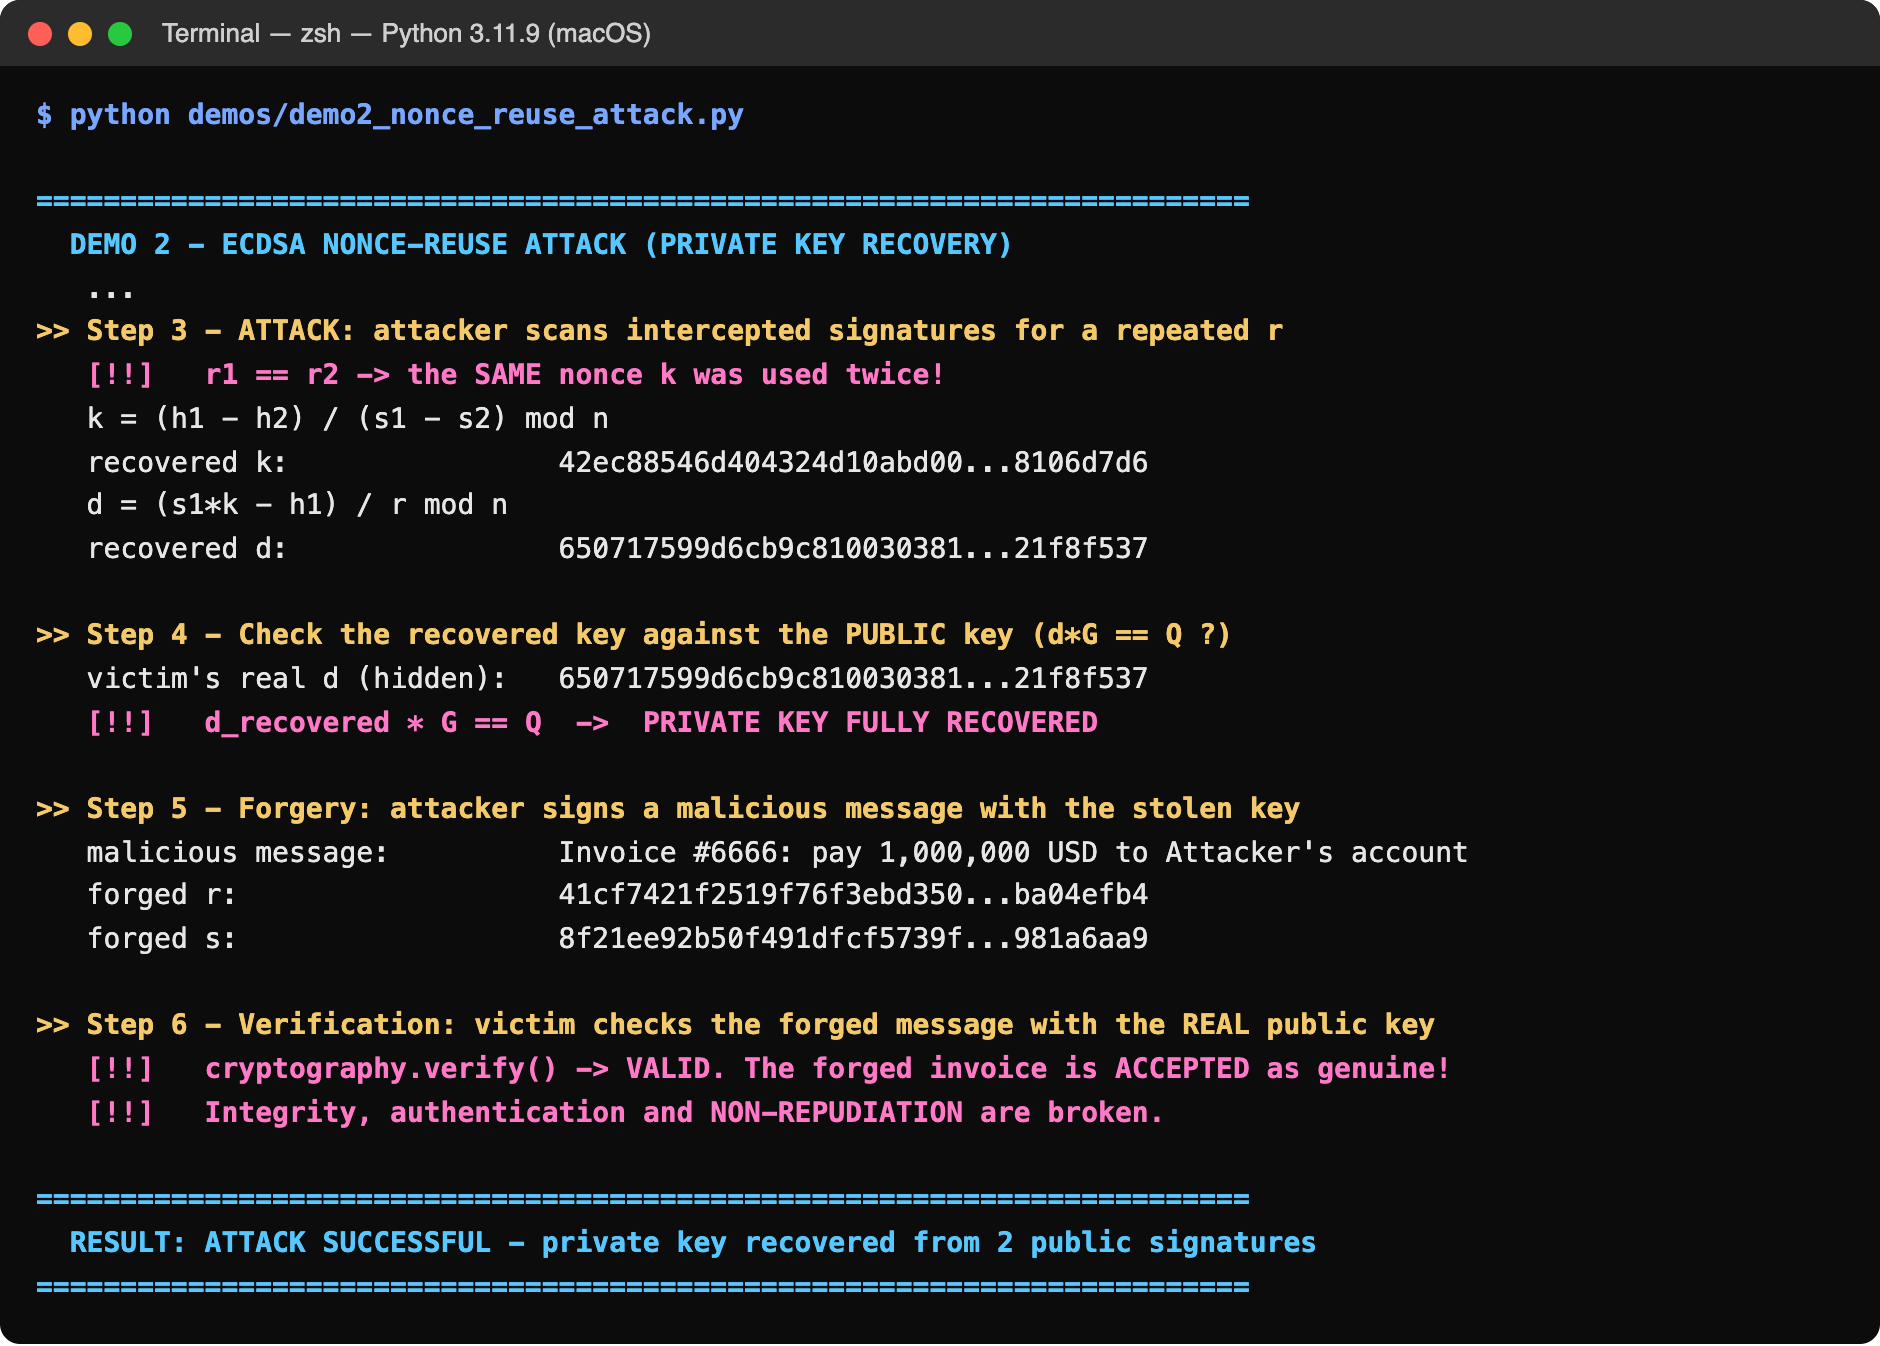 Terminal — zsh — Python 3.11.9 (macOS)
$ python demos/demo2_nonce_reuse_attack.py
========================================================================
DEMO 2 – ECDSA NONCE–REUSE ATTACK (PRIVATE KEY RECOVERY)
...
>> Step 3 – ATTACK: attacker scans intercepted signatures for a repeated r
[!!]   r1 == r2 –> the SAME nonce k was used twice!
k = (h1 – h2) / (s1 – s2) mod n
recovered k:                42ec88546d404324d10abd00...8106d7d6
d = (s1*k – h1) / r mod n
recovered d:                650717599d6cb9c810030381...21f8f537
>> Step 4 – Check the recovered key against the PUBLIC key (d*G == Q ?)
victim's real d (hidden):   650717599d6cb9c810030381...21f8f537
[!!]   d_recovered * G == Q  –>  PRIVATE KEY FULLY RECOVERED
>> Step 5 – Forgery: attacker signs a malicious message with the stolen key
malicious message:          Invoice #6666: pay 1,000,000 USD to Attacker's account
forged r:                   41cf7421f2519f76f3ebd350...ba04efb4
forged s:                   8f21ee92b50f491dfcf5739f...981a6aa9
>> Step 6 – Verification: victim checks the forged message with the REAL public key
[!!]   cryptography.verify() –> VALID. The forged invoice is ACCEPTED as genuine!
[!!]   Integrity, authentication and NON–REPUDIATION are broken.
========================================================================
RESULT: ATTACK SUCCESSFUL – private key recovered from 2 public signatures
========================================================================